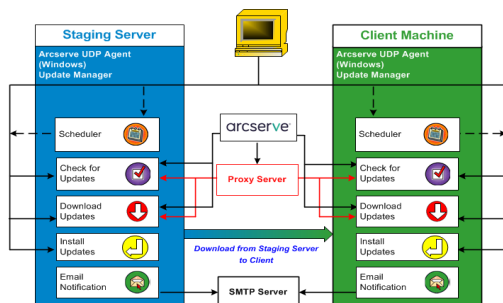 Staging Server
Arcserve UDP Agent
(Windows)
Update Manager
Scheduler
Check for
Updates
Download
Updates
Install
Updates
Email
Notification
arcserve
Proxy Server
Download from Staging Server
to Client
SMTP Server
Client Machine
Arcserve UDP Agent
(Windows)
Update Manager
Scheduler
Check for
Updates
Download
Updates
Install
Updates
Email
Notification